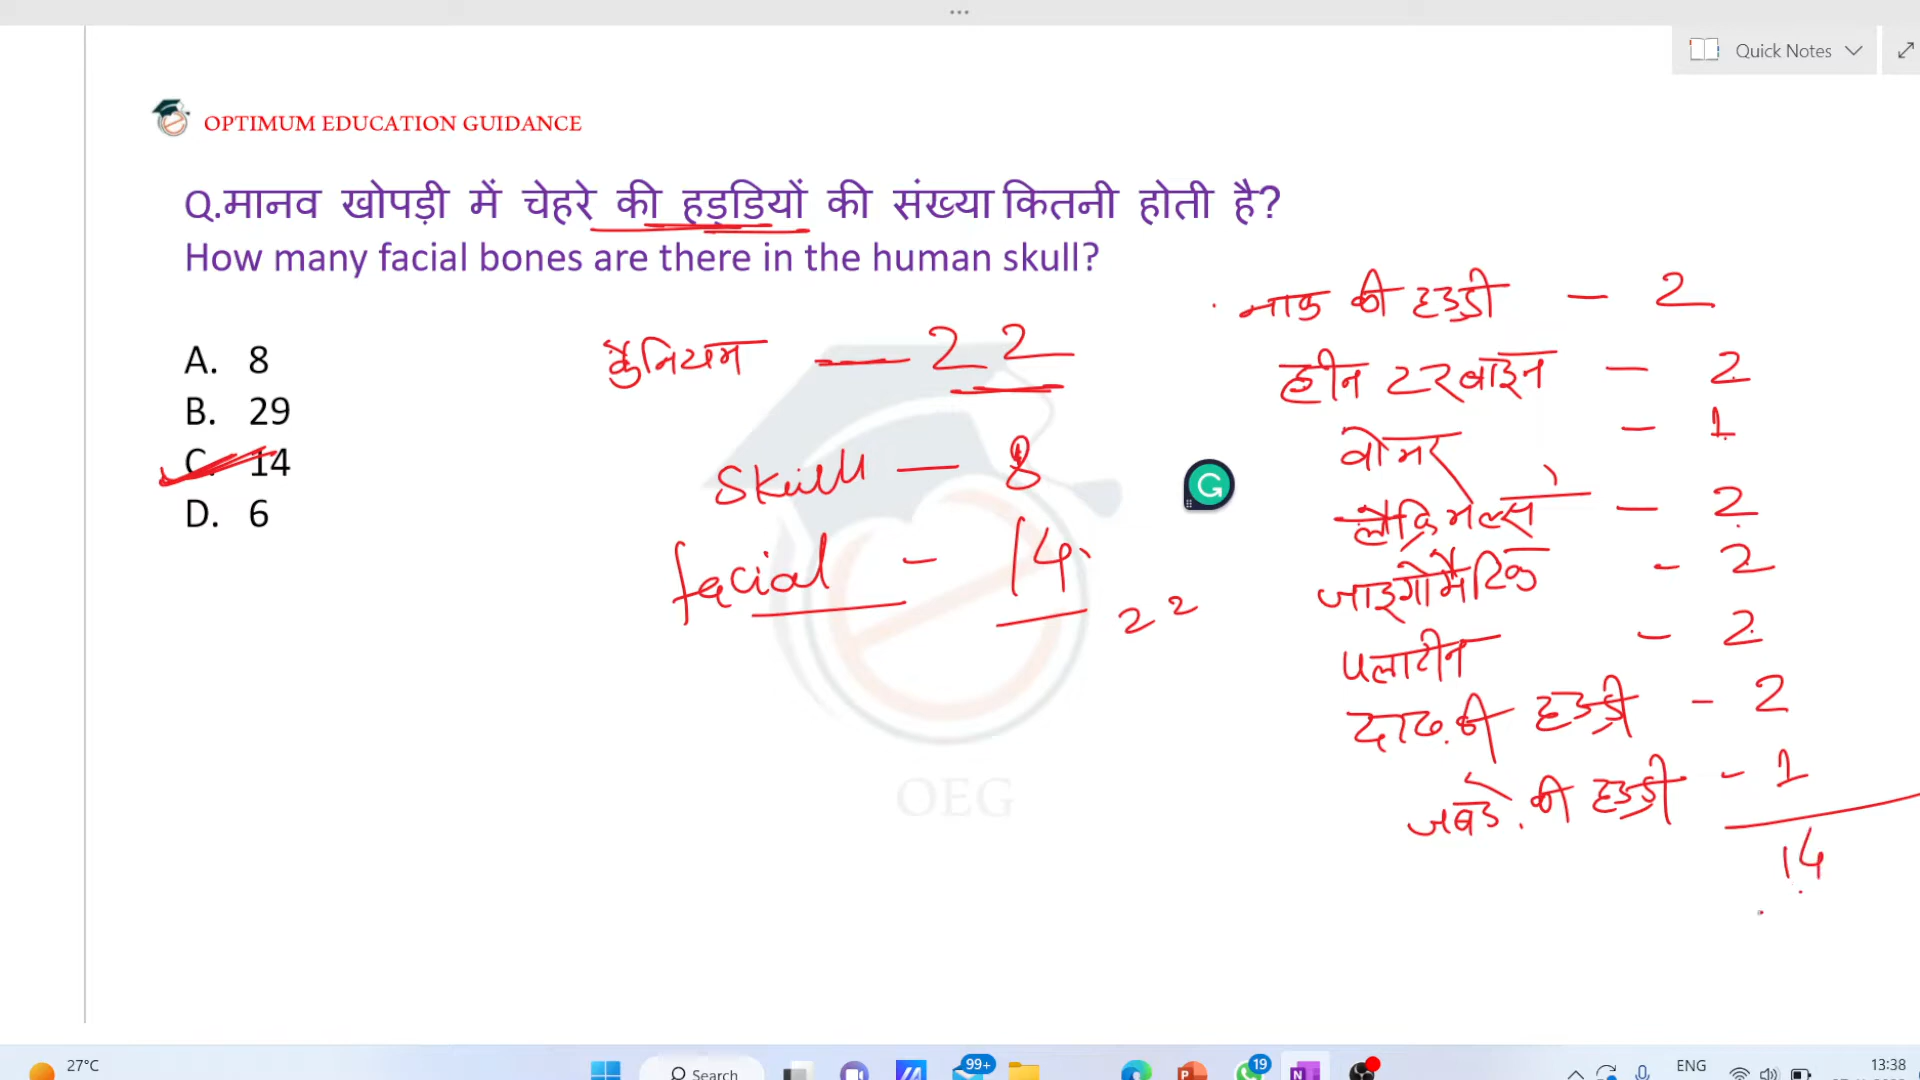 Quick Notes
OPTIMUM EDUCATION GUIDANCE
Q.मानव खोपड़ी में चेहरे की हड्डियों की संख्या कितनी होती है?
How many facial bones are there in the human skull?
A. 8
B. 29
C. 14
D. 6
क्रेनियम — 22
Skull — 8
facial - 14
22
नाक की हड्डी - 2
हीन टरबाइन - 2
वोमर - 1
लैक्रिमल्स - 2
जाइगोमैटिक - 2
पलाटीन - 2
दाढ की हड्डी - 2
जबडे की हड्डी - 1
14
OEG
27°C
Search
99+
19
ENG
13:38